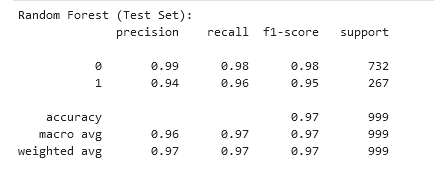 Random Forest (Test Set):
precision recall f1-score support
0 0.99 0.98 0.98 732
1 0.94 0.96 0.95 267
accuracy 0.97 999
macro avg 0.96 0.97 0.97 999
weighted avg 0.97 0.97 0.97 999